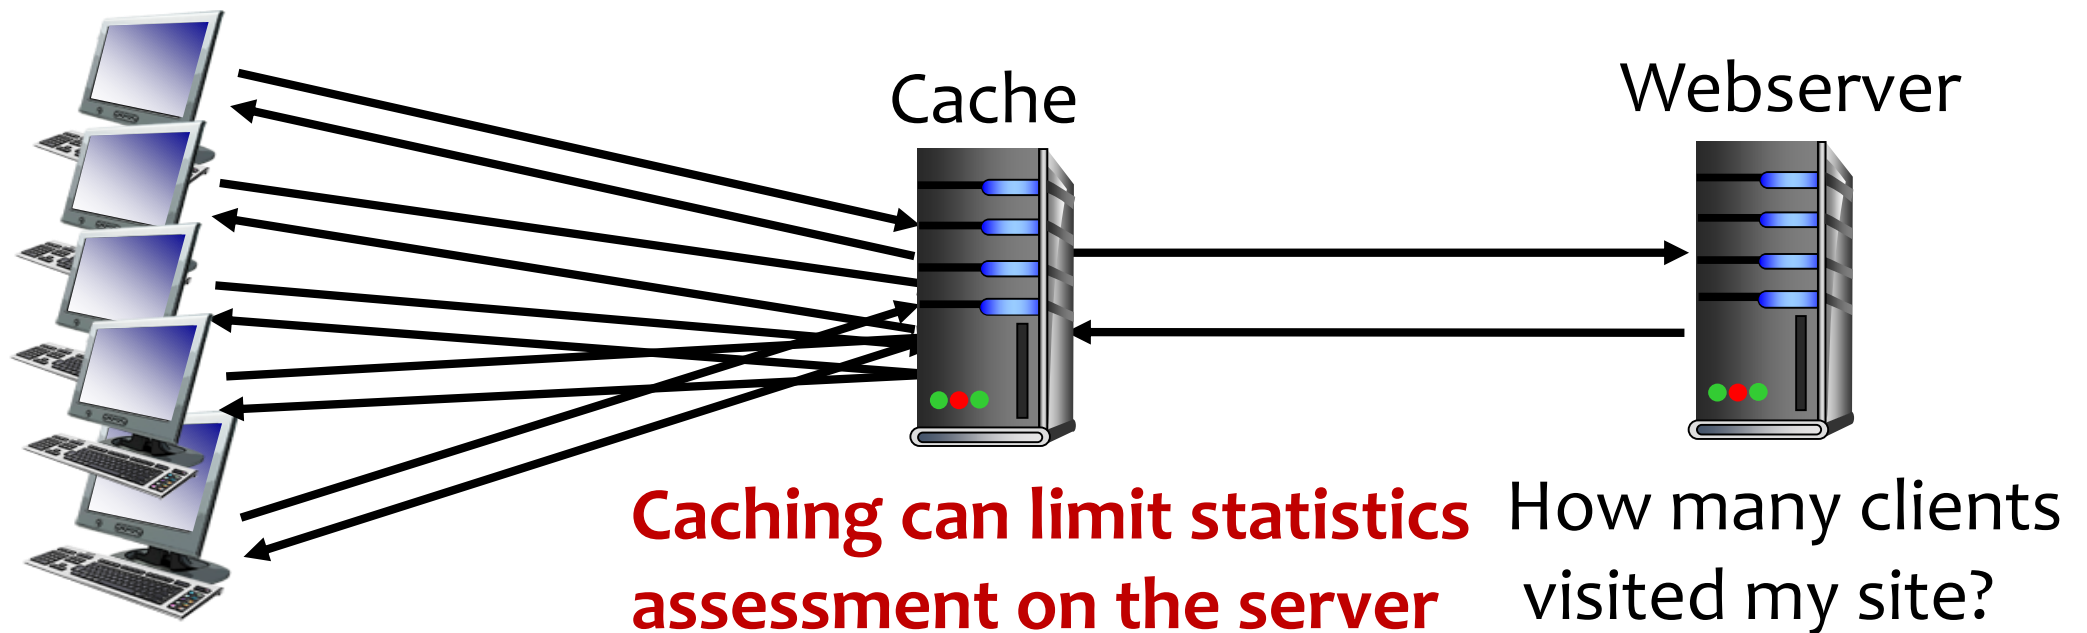 Cache
Webserver
Caching can limit statistics
assessment on the server
How many clients
visited my site?